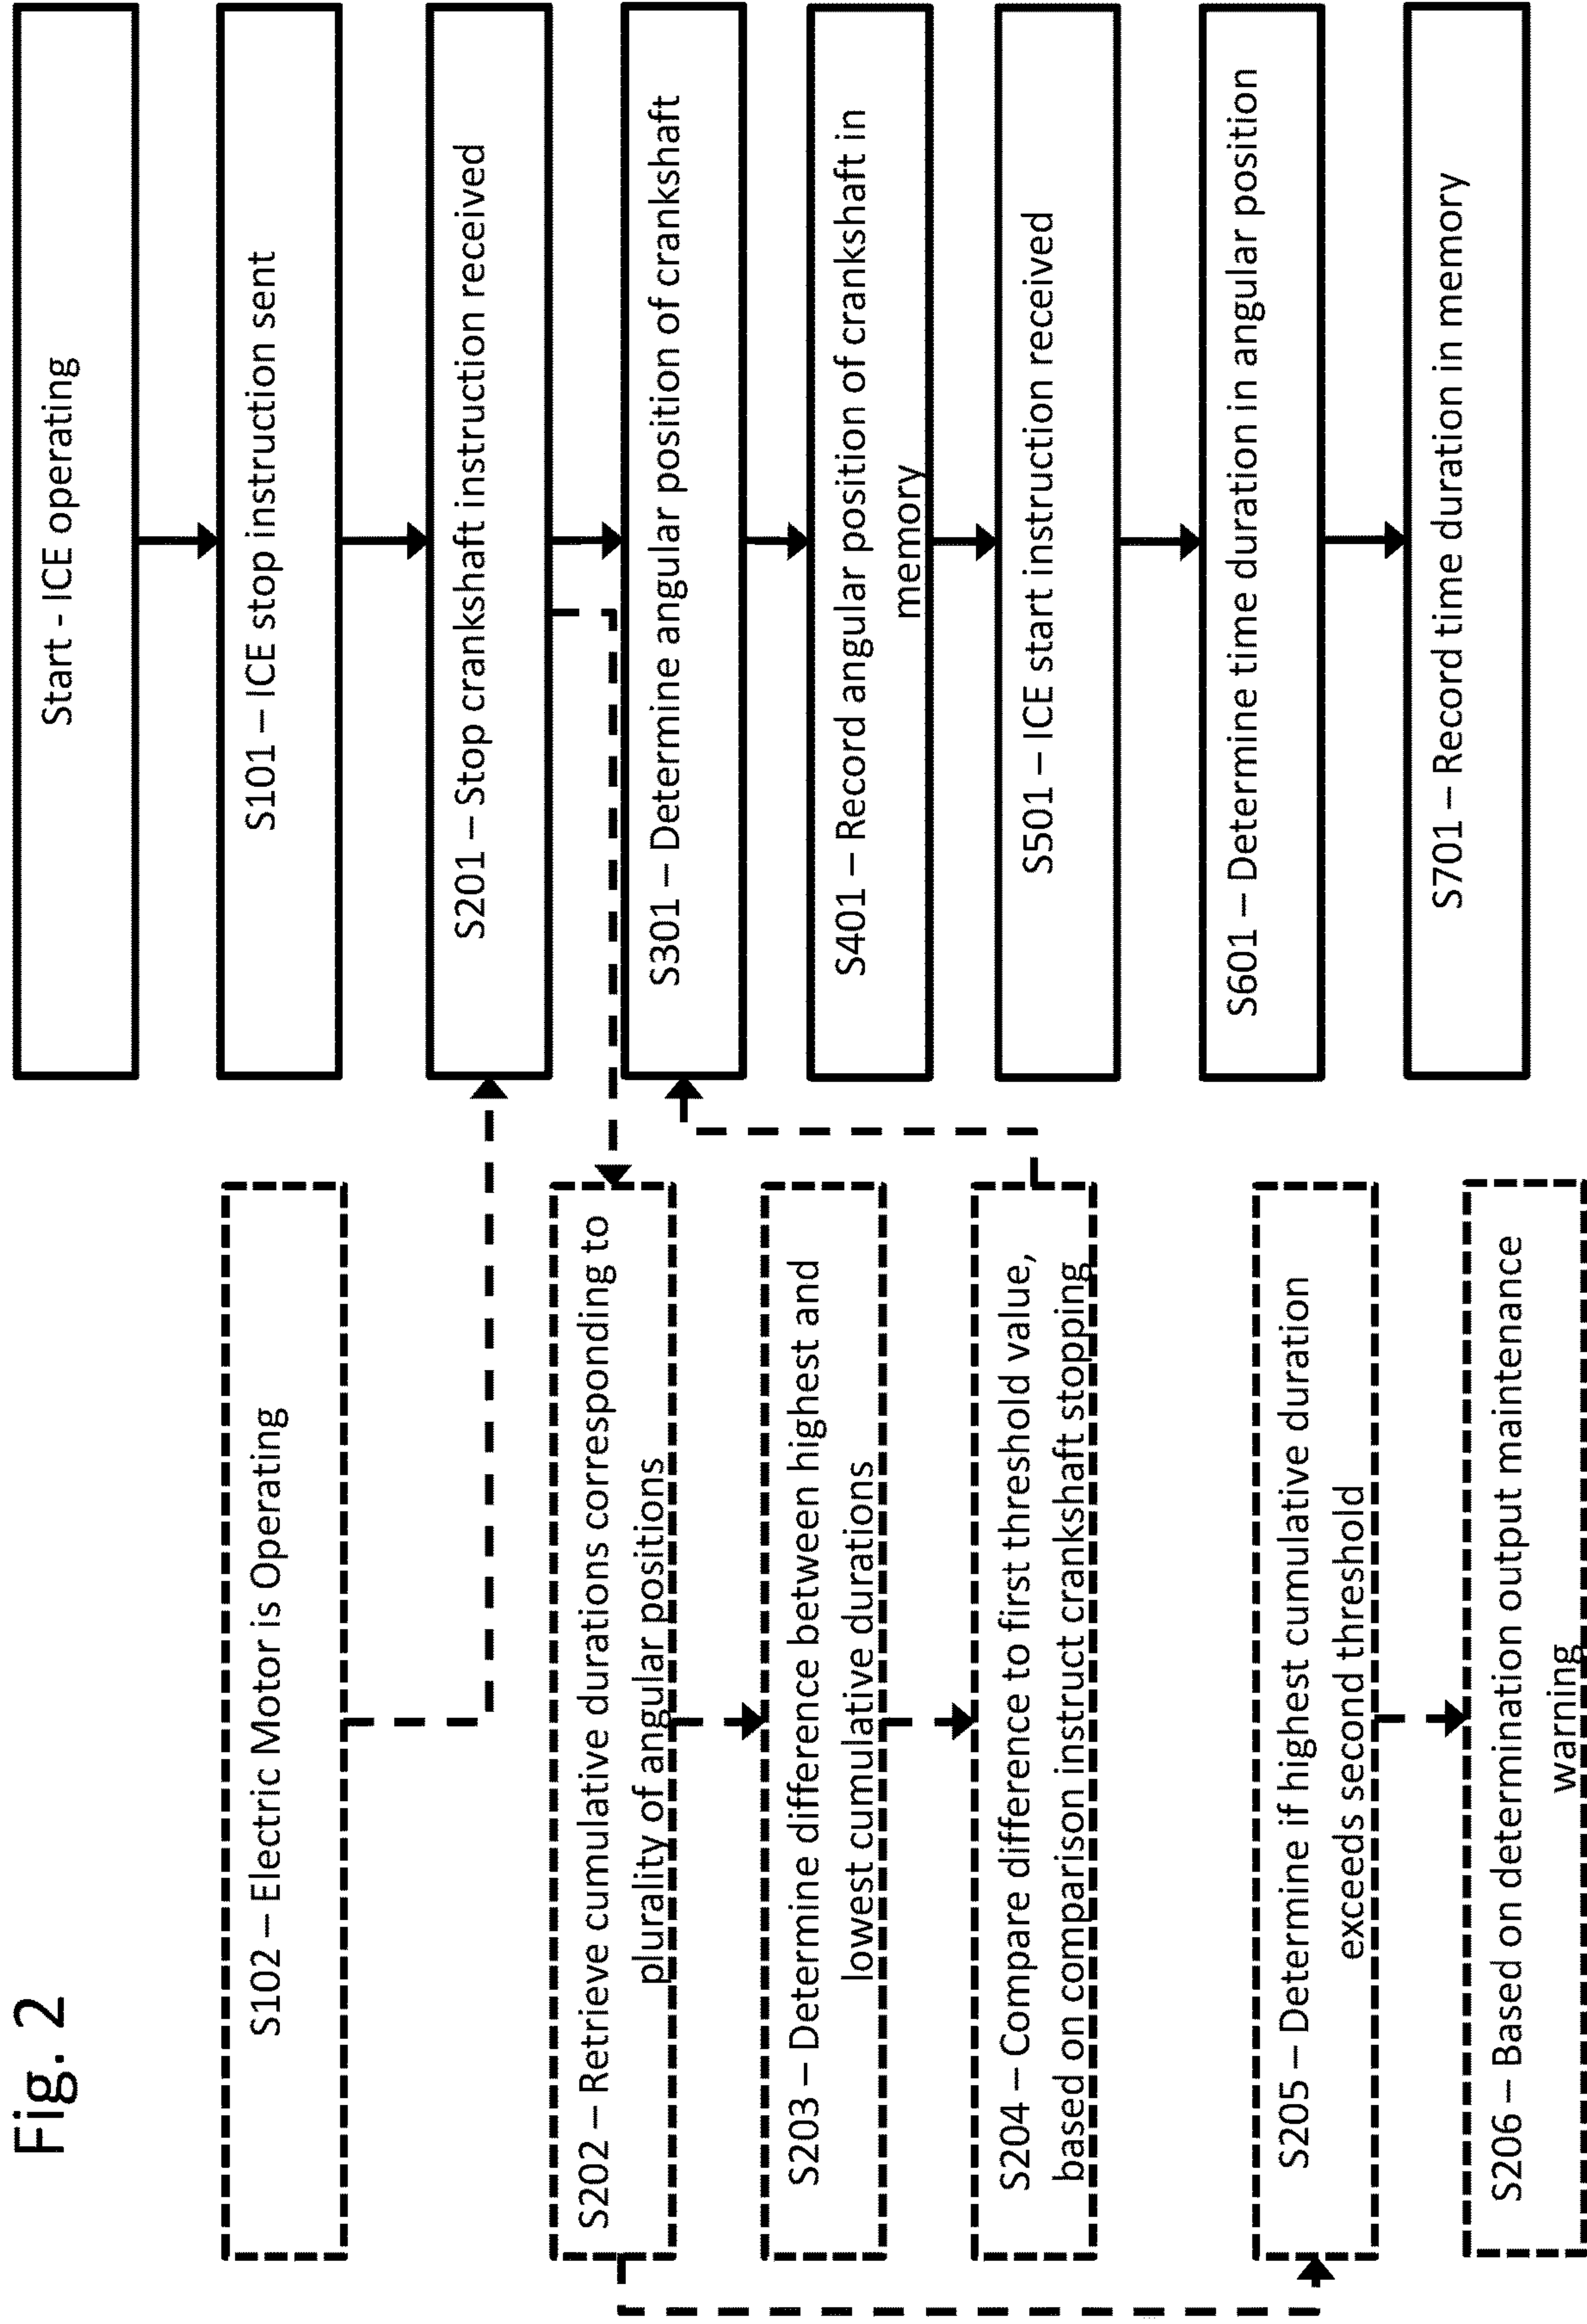 Fig. 2
Start - ICE operating
S101 – ICE stop instruction sent
S201 – Stop crankshaft instruction received
S301 – Determine angular position of crankshaft
S401 – Record angular position of crankshaft in
memory
S501 – ICE start instruction received
S601 – Determine time duration in angular position
S701 – Record time duration in memory
S102 – Electric Motor is Operating
S202 – Retrieve cumulative durations corresponding to
plurality of angular positions
S203 – Determine difference between highest and
lowest cumulative durations
S204 – Compare difference to first threshold value,
based on comparison instruct crankshaft stopping
S205 – Determine if highest cumulative duration
exceeds second threshold
S206 – Based on determination output maintenance
warning